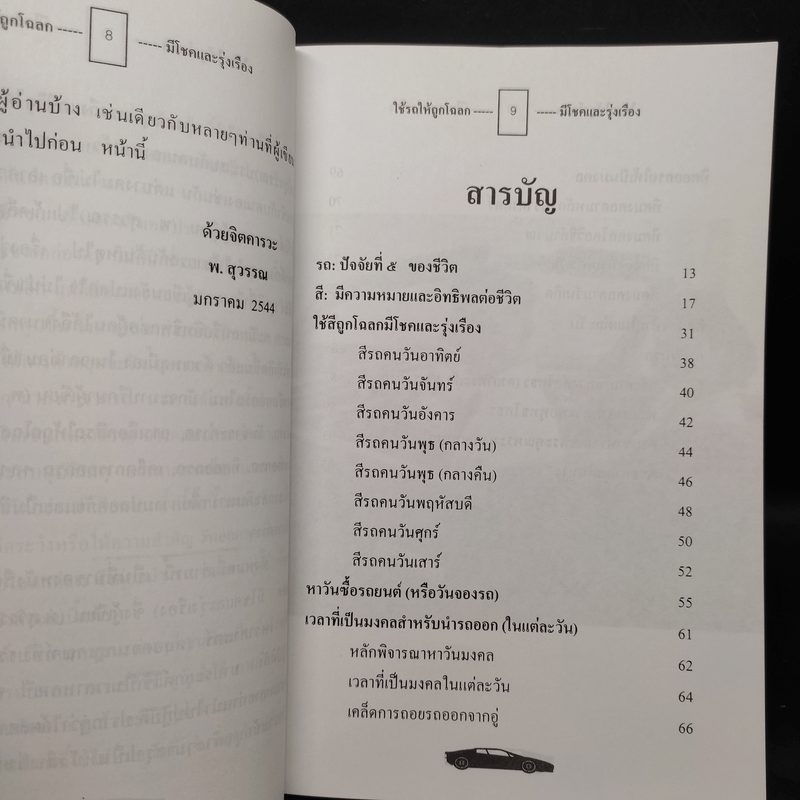 ถูกโฉลก ----- 8 ----- มีโชคและรุ่งเรือง
ผู้อ่านบ้าง เช่นเดียวกับหลายๆท่านที่ผู้เขียน
นำไปก่อน หน้านี้
ด้วยจิตคารวะ
พ. สุวรรณ
มกราคม 2544
ใช้รถให้ถูกโฉลก ----- 9 ----- มีโชคและรุ่งเรือง
สารบัญ
รถ: ปัจจัยที่ ๕ ของชีวิต 13
สี: มีความหมายและอิทธิพลต่อชีวิต 17
ใช้สีถูกโฉลกมีโชคและรุ่งเรือง 31
สีรถคนวันอาทิตย์ 38
สีรถคนวันจันทร์ 40
สีรถคนวันอังคาร 42
สีรถคนวันพุธ (กลางวัน) 44
สีรถคนวันพุธ (กลางคืน) 46
สีรถคนวันพฤหัสบดี 48
สีรถคนวันศุกร์ 50
สีรถคนวันเสาร์ 52
หาวันซื้อรถยนต์ (หรือวันจองรถ) 55
เวลาที่เป็นมงคลสำหรับนำรถออก (ในแต่ละวัน) 61
หลักพิจารณาหาวันมงคล 62
เวลาที่เป็นมงคลในแต่ละวัน 64
เคล็ดการถอยรถออกจากอู่ 66